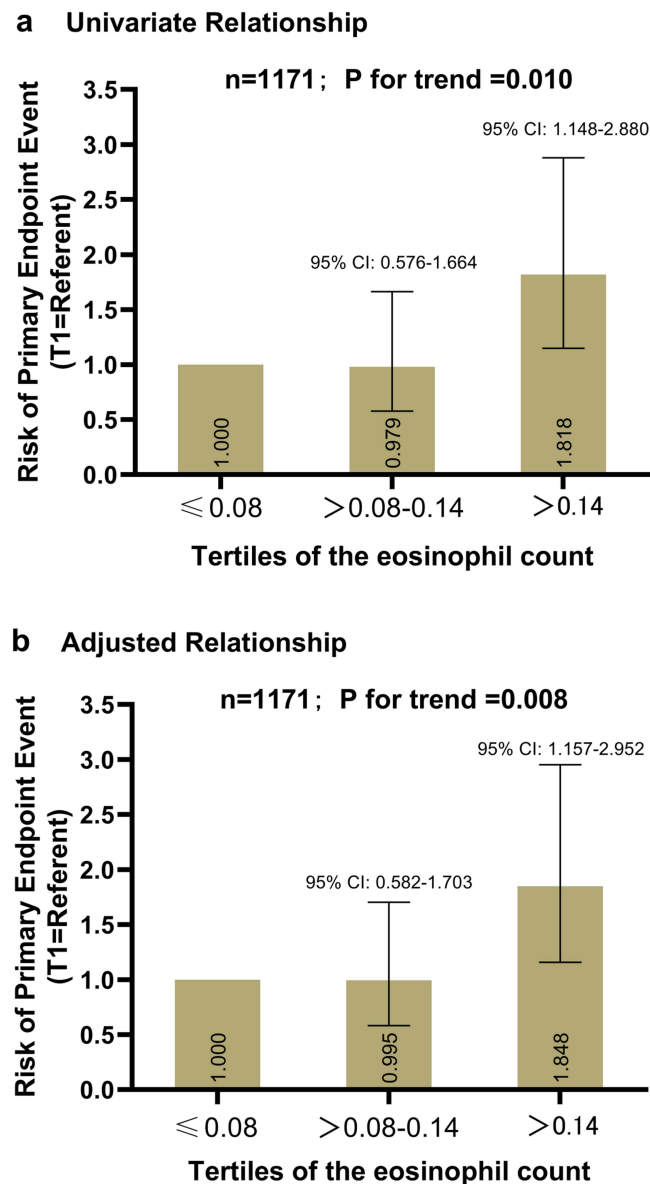 a Univariate Relationship
n=1171; P for trend =0.010
Risk of Primary Endpoint Event
(T1=Referent)
3.5
3.0
2.5
2.0
1.5
1.0
0.5
0.0
95% CI: 1.148-2.880
95% CI: 0.576-1.664
1.000
0.979
1.818
≤0.08
>0.08-0.14
>0.14
Tertiles of the eosinophil count
b Adjusted Relationship
n=1171; P for trend =0.008
Risk of Primary Endpoint Event
(T1=Referent)
3.5
3.0
2.5
2.0
1.5
1.0
0.5
0.0
95% CI: 1.157-2.952
95% CI: 0.582-1.703
1.000
0.995
1.848
≤0.08
>0.08-0.14
>0.14
Tertiles of the eosinophil count